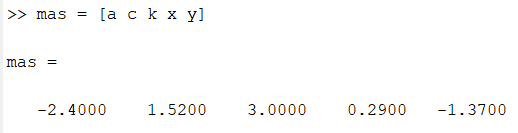 >> mas = [a c k x y]
mas =
-2.4000 1.5200 3.0000 0.2900 -1.3700